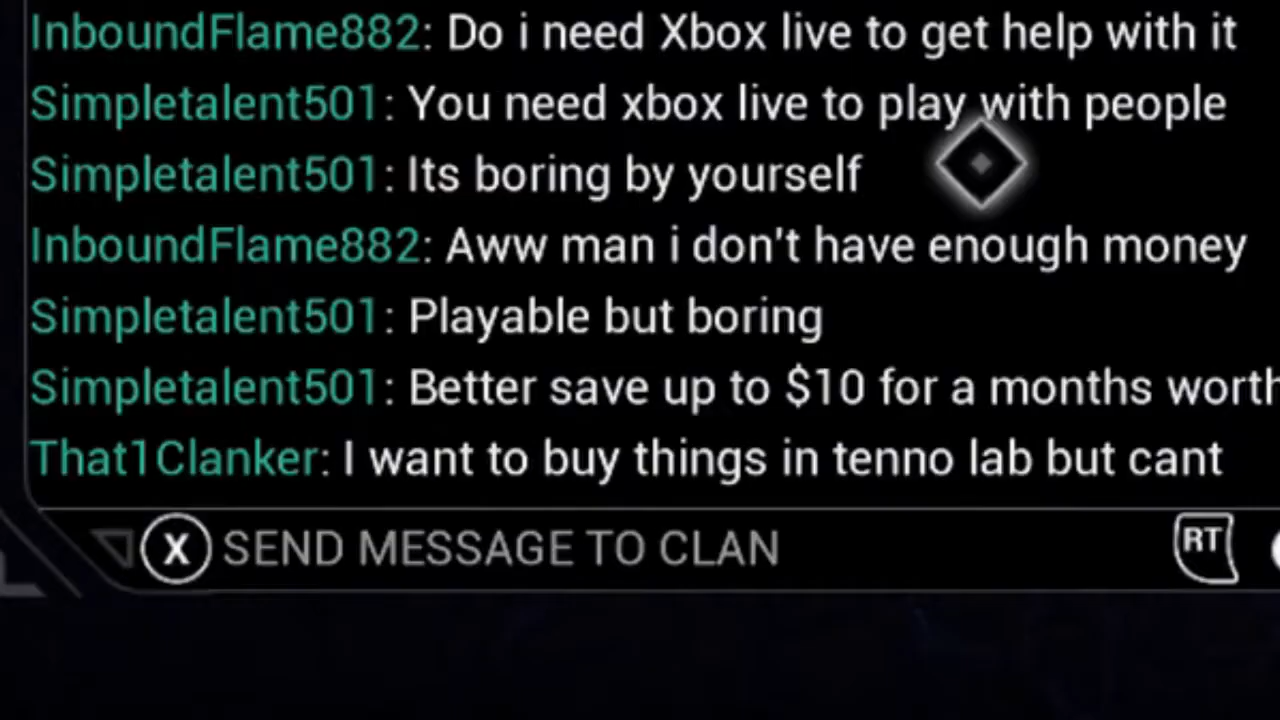 InboundFlame882: Do i need Xbox live to get help with it
Simpletalent501: You need xbox live to play with people
Simpletalent501: Its boring by yourself
InboundFlame882: Aww man i don't have enough money
Simpletalent501: Playable but boring
Simpletalent501: Better save up to $10 for a months worth
That1Clanker: I want to buy things in tenno lab but cant
X SEND MESSAGE TO CLAN RT